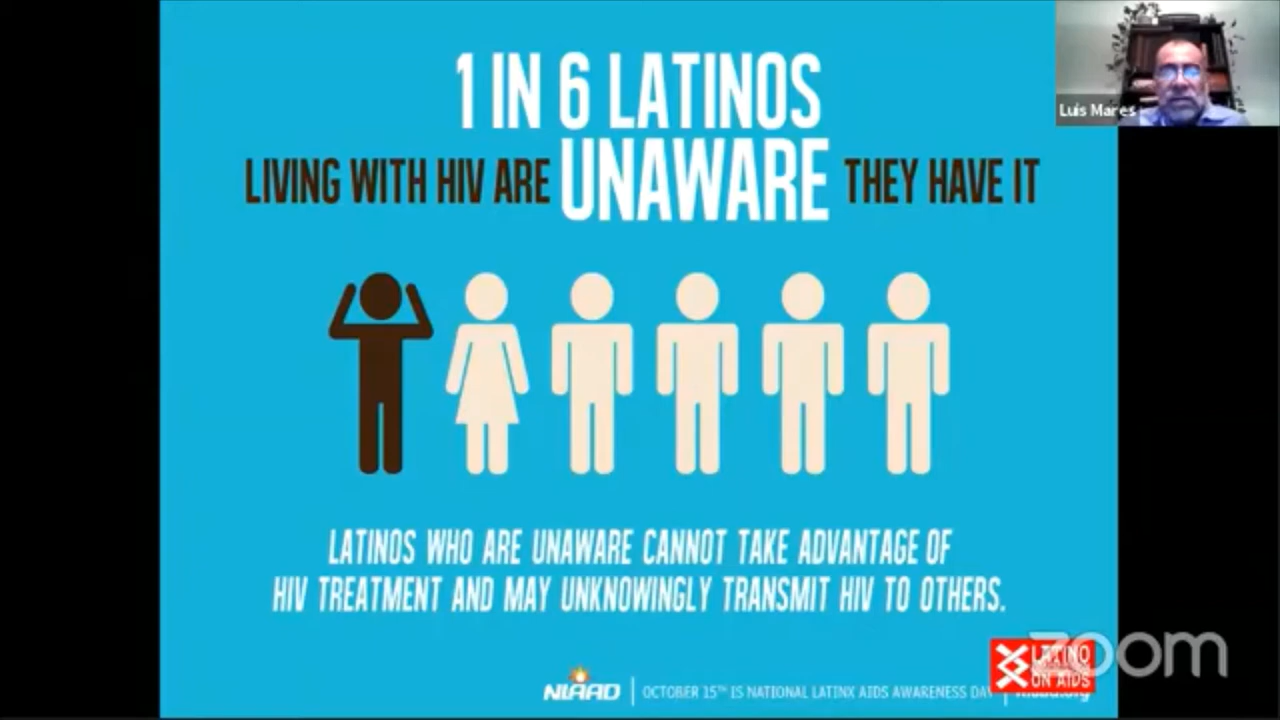 1 IN 6 LATINOS
LIVING WITH HIV ARE UNAWARE THEY HAVE IT
LATINOS WHO ARE UNAWARE CANNOT TAKE ADVANTAGE OF
HIV TREATMENT AND MAY UNKNOWINGLY TRANSMIT HIV TO OTHERS.
NLAAD
OCTOBER 15TH IS NATIONAL LATINX AIDS AWARENESS DAY
LATINO
ON AIDS
zoom
Luis Mares